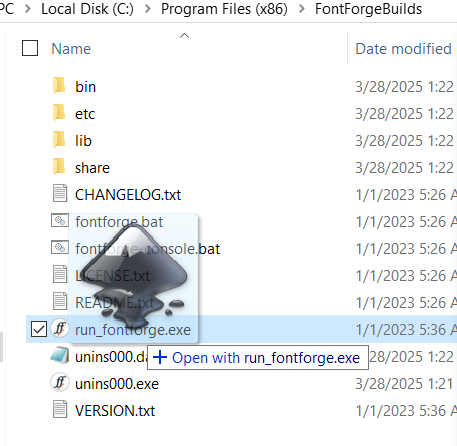 PC > Local Disk (C:) > Program Files (x86) > FontForgeBuilds
Name Date modified
bin 3/28/2025 1:22
etc 3/28/2025 1:22
lib 3/28/2025 1:22
share 3/28/2025 1:22
CHANGELOG.txt 1/1/2023 5:26 A
fontforge.bat 1/1/2023 5:26 A
fontforge-console.bat 1/1/2023 5:26 A
LICENSE.txt 1/1/2023 5:26 A
README.txt 1/1/2023 5:26 A
run_fontforge.exe 1/1/2023 5:36 A
unins000.da 3/28/2025 1:22
+ Open with run_fontforge.exe
unins000.exe 3/28/2025 1:21
VERSION.txt 1/1/2023 5:36 A